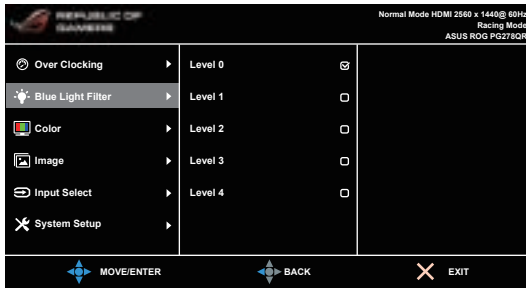 REPUBLIC OF
GAMERS
Normal Mode HDMI 2560 x 1440@ 60Hz
Racing Mode
ASUS ROG PG278QR
Over Clocking
Level 0
Blue Light Filter
Level 1
Color
Level 2
Image
Level 3
Input Select
Level 4
System Setup
MOVE/ENTER
BACK
EXIT